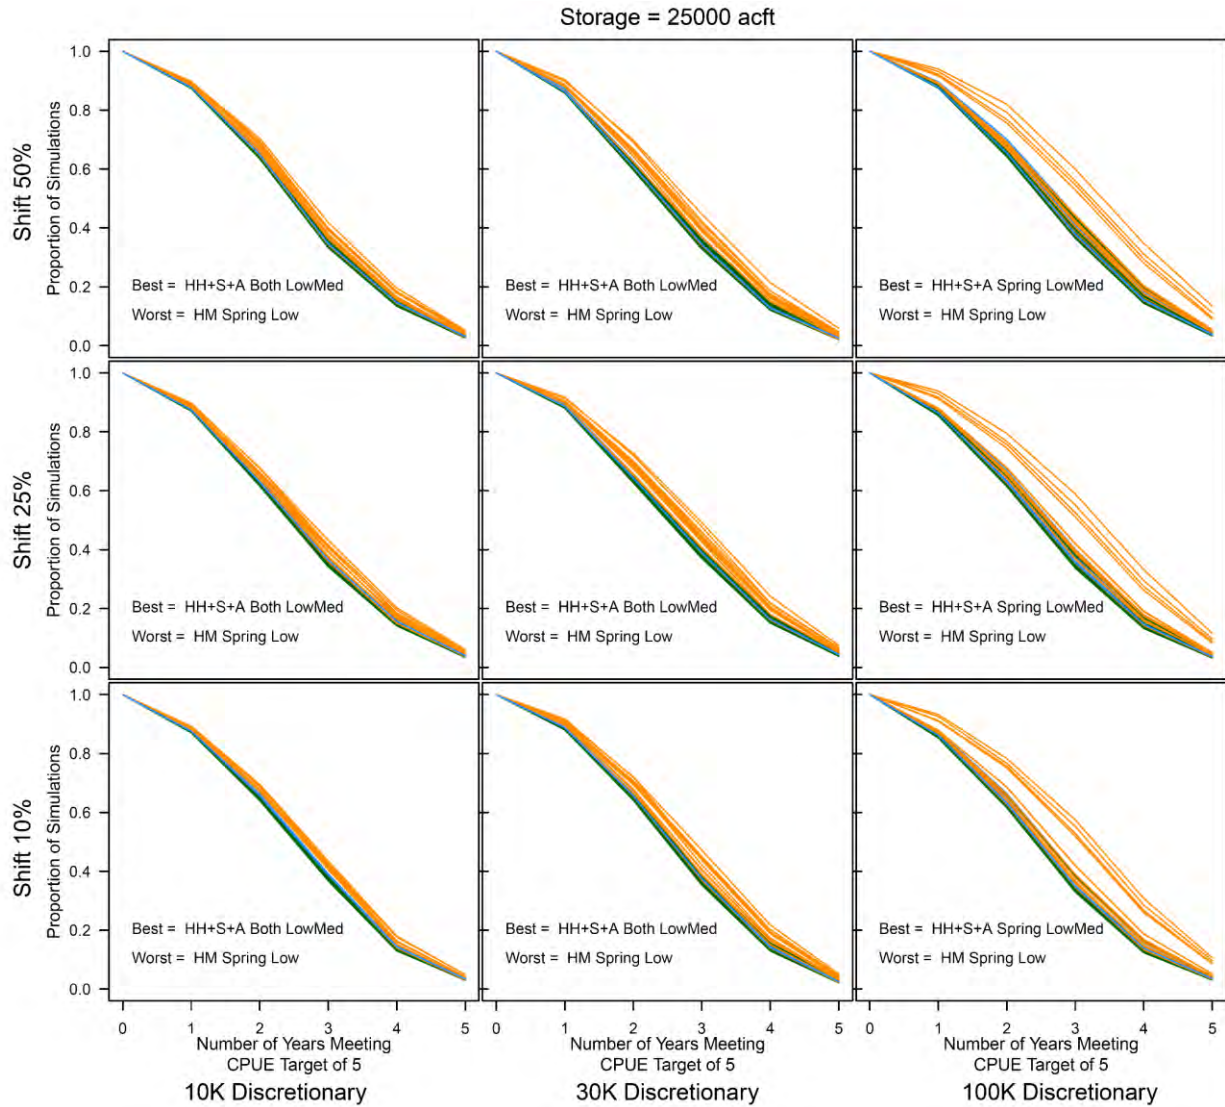 Storage = 25000 acft
Shift 50%
Proportion of Simulations
1.0
0.8
0.6
0.4
0.2
0.0
Best = HH+S+A Both LowMed
Worst = HM Spring Low
Best = HH+S+A Both LowMed
Worst = HM Spring Low
Best = HH+S+A Spring LowMed
Worst = HM Spring Low
Shift 25%
Proportion of Simulations
1.0
0.8
0.6
0.4
0.2
0.0
Best = HH+S+A Both LowMed
Worst = HM Spring Low
Best = HH+S+A Both LowMed
Worst = HM Spring Low
Best = HH+S+A Spring LowMed
Worst = HM Spring Low
Shift 10%
Proportion of Simulations
1.0
0.8
0.6
0.4
0.2
0.0
Best = HH+S+A Both LowMed
Worst = HM Spring Low
Best = HH+S+A Both LowMed
Worst = HM Spring Low
Best = HH+S+A Spring LowMed
Worst = HM Spring Low
0 1 2 3 4 5
Number of Years Meeting
CPUE Target of 5
10K Discretionary
0 1 2 3 4 5
Number of Years Meeting
CPUE Target of 5
30K Discretionary
0 1 2 3 4 5
Number of Years Meeting
CPUE Target of 5
100K Discretionary